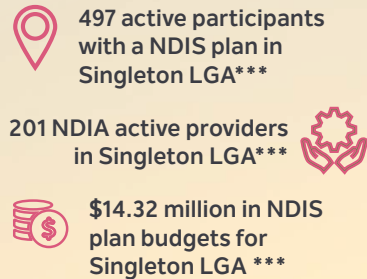 497 active participants
with a NDIS plan in
Singleton LGA***
201 NDIA active providers
in Singleton LGA***
$
$14.32 million in NDIS
plan budgets for
Singleton LGA ***